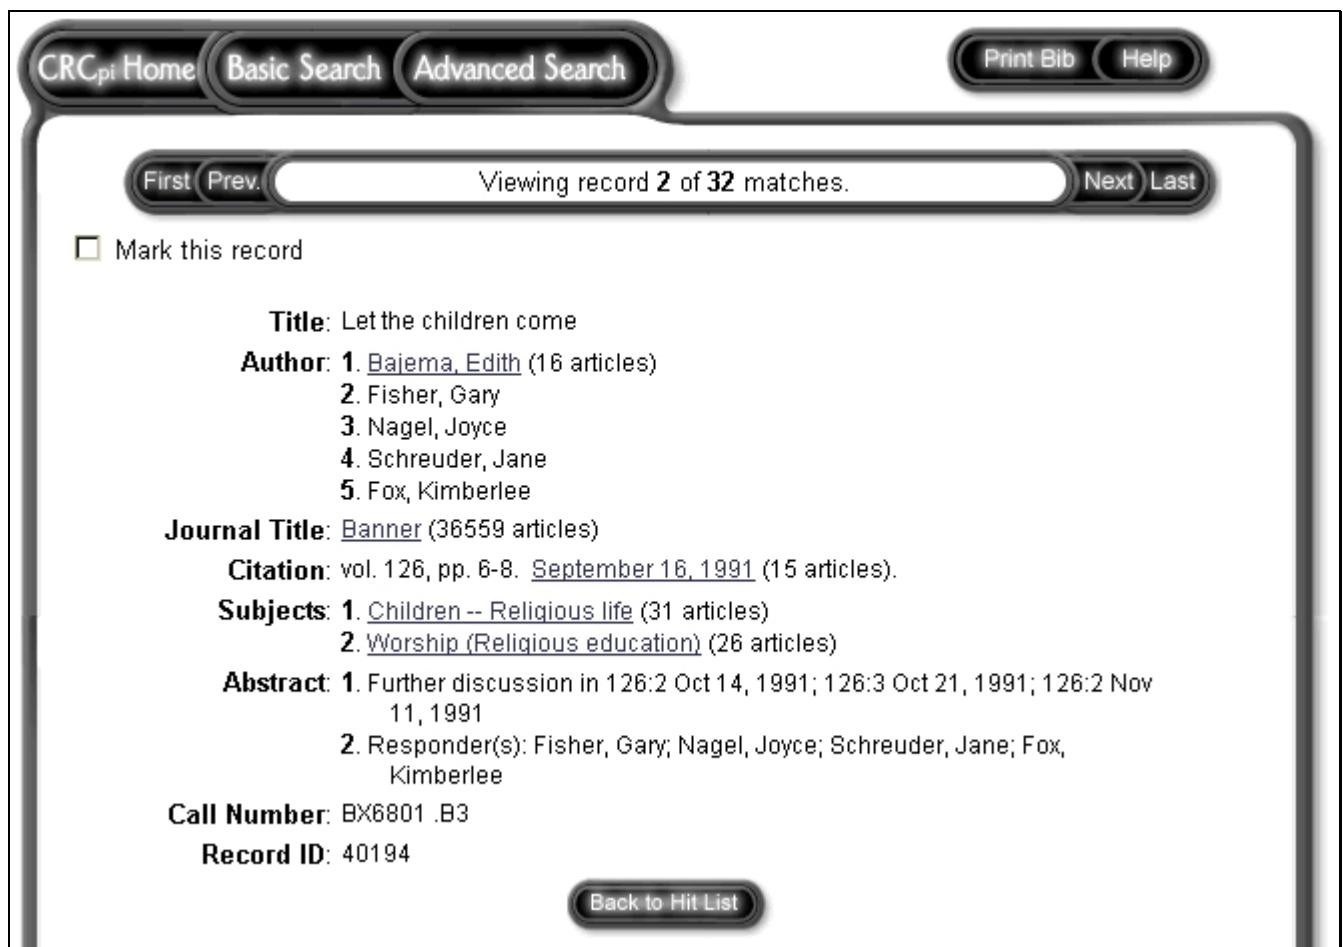 CRCpi Home Basic Search Advanced Search Print Bib Help
First Prev. Viewing record 2 of 32 matches. Next Last
Mark this record
Title: Let the children come
Author: 1. Bajema, Edith (16 articles)
2. Fisher, Gary
3. Nagel, Joyce
4. Schreuder, Jane
5. Fox, Kimberlee
Journal Title: Banner (36559 articles)
Citation: vol. 126, pp. 6-8. September 16, 1991 (15 articles).
Subjects: 1. Children -- Religious life (31 articles)
2. Worship (Religious education) (26 articles)
Abstract: 1. Further discussion in 126:2 Oct 14, 1991; 126:3 Oct 21, 1991; 126:2 Nov
11, 1991
2. Responder(s): Fisher, Gary; Nagel, Joyce; Schreuder, Jane; Fox,
Kimberlee
Call Number: BX6801 .B3
Record ID: 40194
Back to Hit List